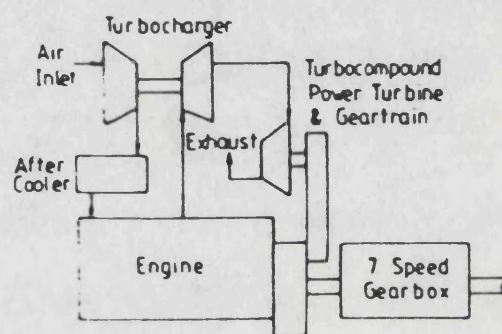 Turbocharger
Air
Inlet
Turbocompound
Power Turbine
& Geartrain
Exhaust
After
Cooler
Engine
7 Speed
Gearbox